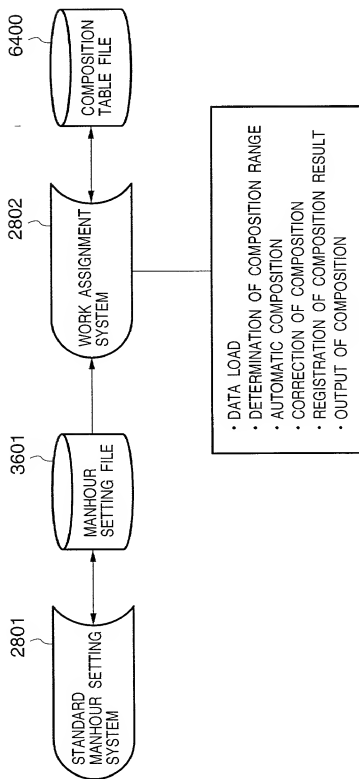 2801
STANDARD
MANHOUR SETTING
SYSTEM
3601
MANHOUR
SETTING FILE
2802
WORK ASSIGNMENT
SYSTEM
6400
COMPOSITION
TABLE FILE
· DATA LOAD
· DETERMINATION OF COMPOSITION RANGE
· AUTOMATIC COMPOSITION
· CORRECTION OF COMPOSITION
· REGISTRATION OF COMPOSITION RESULT
· OUTPUT OF COMPOSITION